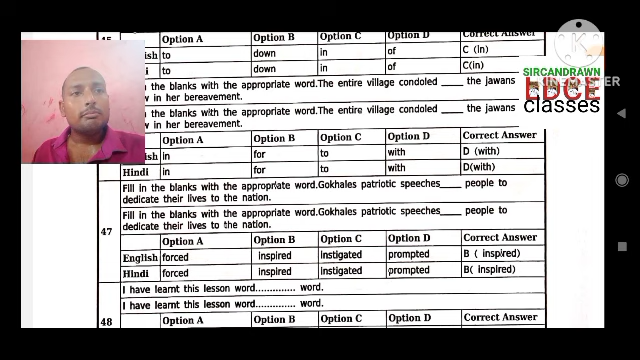 Option A Option B Option C Option D Correct Answer
ish to down in of C (In)
i to down in of C(in)
the blanks with the appropriate word.The entire village condoled ____ the jawans
w in her bereavement.
the blanks with the appropriate word.The entire village condoled ____ the jawans
w in her bereavement.
Option A Option B Option C Option D Correct Answer
ish in for to with D (with)
Hindi in for to with D(with)
47
Fill in the blanks with the appropriate word.Gokhales patriotic speeches____ people to
dedicate their lives to the nation.
Fill in the blanks with the appropriate word.Gokhales patriotic speeches____ people to
dedicate their lives to the nation.
Option A Option B Option C Option D Correct Answer
English forced inspired instigated prompted B ( inspired)
Hindi forced inspired instigated prompted B( inspired)
48
I have learnt this lesson word.............. word.
I have learnt this lesson word.............. word.
Option A Option B Option C Option D Correct Answer
SIRCANDRAWN
EDCE
classes
K
MASTER